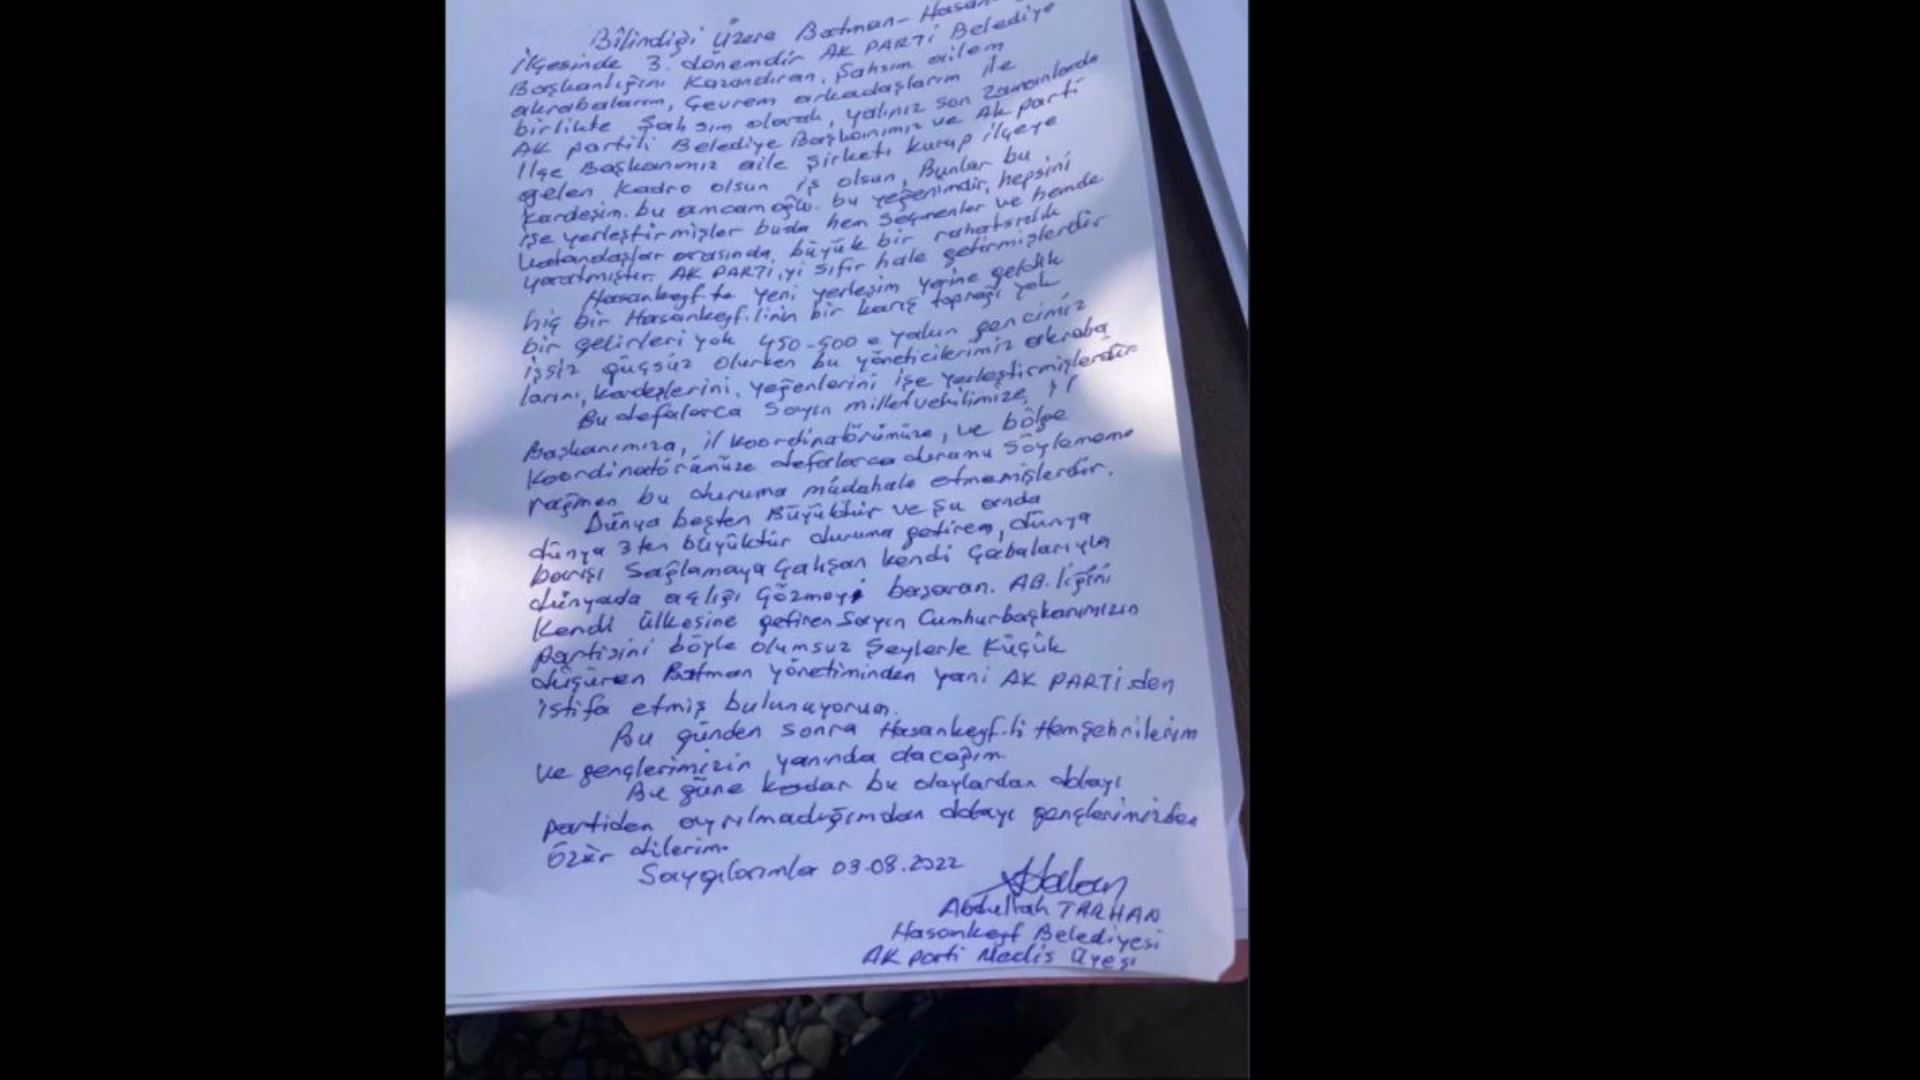 Bilindiği Üzere Batman- Hasan
ilçesinde 3. dönemdir AK PARTİ Belediye
Başkanlığını Kazandıran, Şahsım ailem
akrabalarım, Çevrem arkadaşlarım ile
birlikte Şahsım olarak, yalınız son zamanlarda
AK partili Belediye Başkanımız ve AK parti
İlçe Başkanımız aile şirketi kurup ilçeye
gelen kadro olsun iş olsun, Bunlar bu
kardeşim. bu amcamoğlu. bu yeğenimdir, hepsini
işe yerleştirmişler buda hem Seçmenler ve hemde
vatandaşlar arasında, büyük bir rahatsızlık
yaratmıştır. AK PARTİ,yi sıfır hale getirmişlerdir
Hasankeyf.te yeni yerleşim yerine geldik
hiç bir Hasankeyf.linin bir karış toprağı yok
bir gelirleri yok 450-500 e yakın gencimiz
işsiz güçsüz olurken bu yöneticilerimiz akraba
larını, kardeşlerini, yeğenlerini işe yerleştirmişlerdir
Bu defalarca Sayın milletvekilimize, İl
Başkanımıza, il koordinatörümüze, ve bölge
Koordinatörümüze defalarca durumu söylememe
rağmen bu duruma müdahale etmemişlerdir.
Dünya beşten Büyüktür ve şu anda
dünya 3ten büyüktür duruma getiren, dünya
barışı Sağlamaya Çalışan kendi Çabalarıyla
dünyada açlığı Çözmeyi başaran. AB.liğini
Kendi ülkesine getiren Sayın Cumhurbaşkanımızın
partisini böyle olumsuz Şeylerle Küçük
düşüren Batman yönetiminden yani AK PARTİ.den
istifa etmiş bulunuyorum.
Bu günden sonra Hasankeyf.li Hemşehrilerim
ve gençlerimizin yanında dacağım.
Bu güne kadar bu olaylardan dolayı
partiden ayrılmadığımdan dolayı gençlerimizden
Özür dilerim.
Saygılarımla 03.08.2022
Abdullah TARHAN
Hasankeyf Belediyesi
AK parti Meclis Üyesi